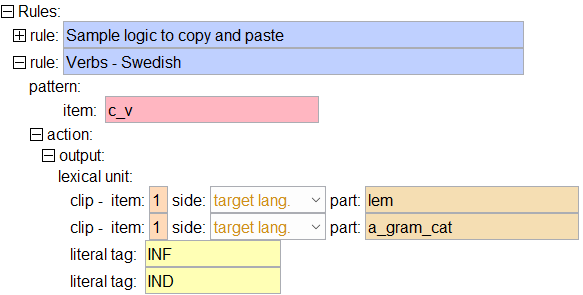 Rules:
rule: Sample logic to copy and paste
rule: Verbs - Swedish
pattern:
item: c_v
action:
output:
lexical unit:
clip - item: 1 side: target lang. part: lem
clip - item: 1 side: target lang. part: a_gram_cat
literal tag: INF
literal tag: IND